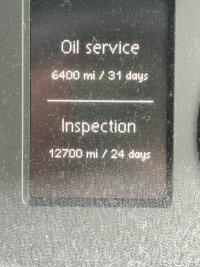 Oil service
6400 mi / 31 days
Inspection
12700 mi / 24 days